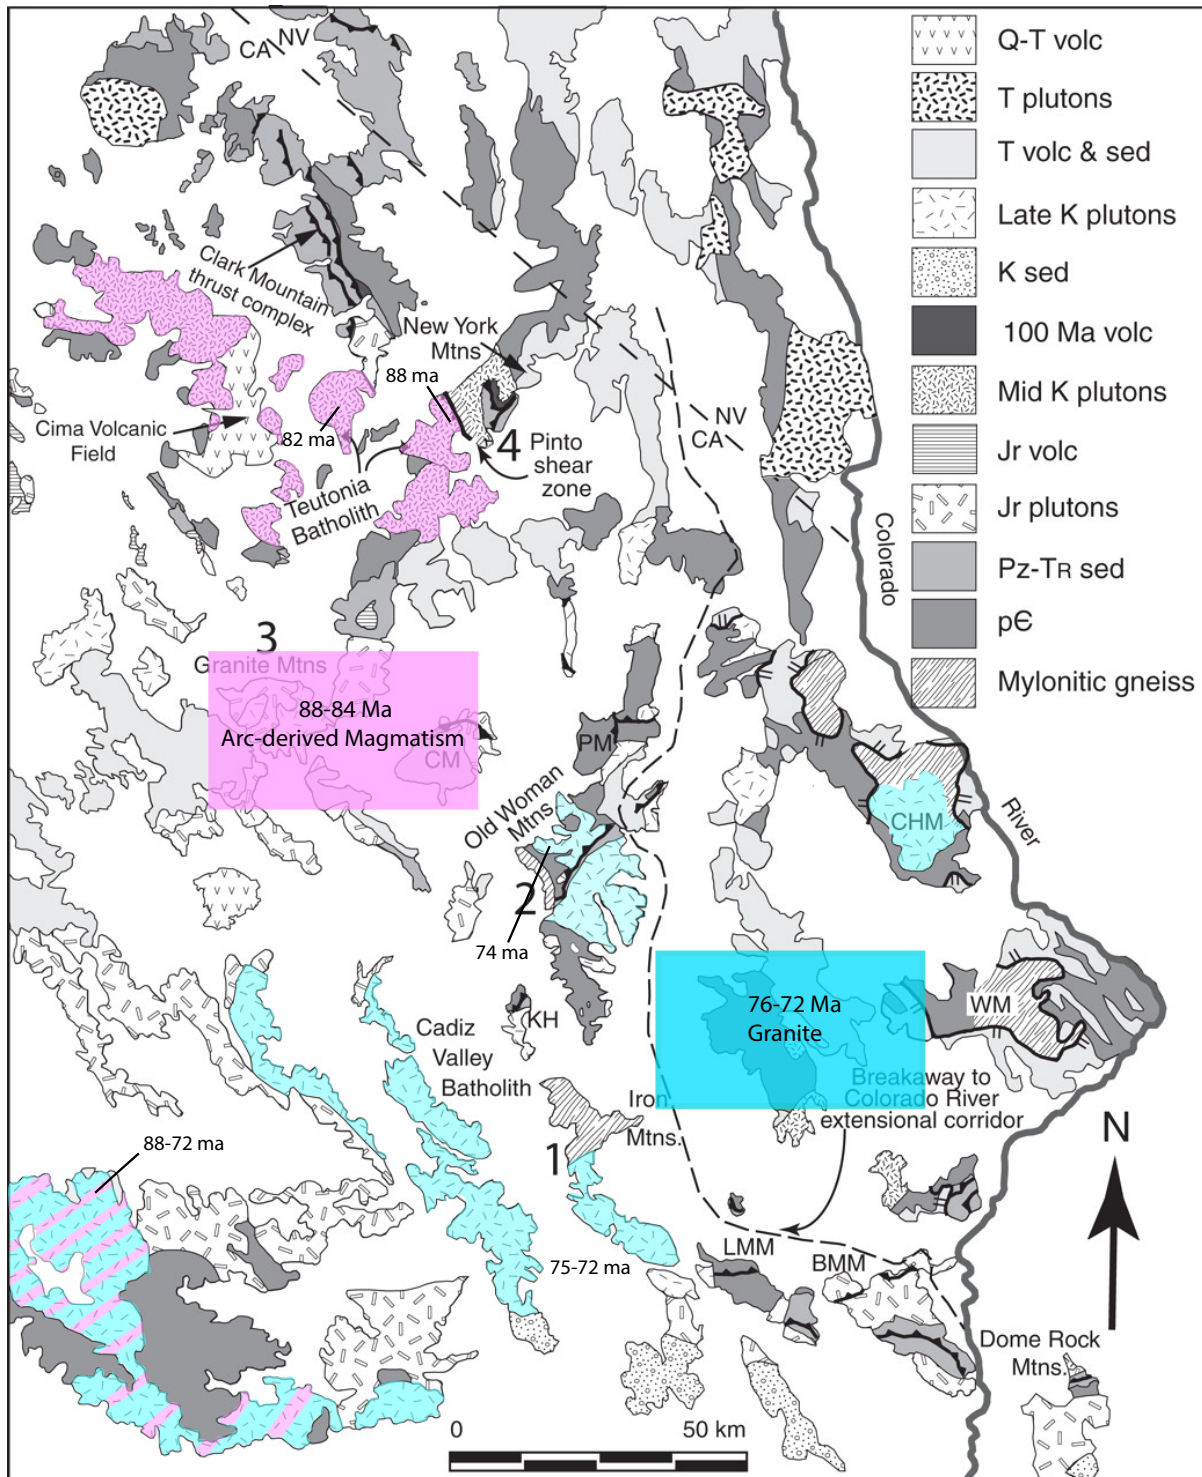 CA
NV
Q-T volc
T plutons
T volc & sed
Late K plutons
K sed
100 Ma volc
Mid K plutons
Jr volc
Jr plutons
Pz-TR sed
pЄ
Mylonitic gneiss
Clark Mountain
thrust complex
New York
Mtns
88 ma
Cima Volcanic
Field
82 ma
Teutonia
Batholith
4
Pinto
shear
zone
NV
CA
Colorado
River
3
Granite Mtns
88-84 Ma
Arc-derived Magmatism
CM
PM
Old Woman
Mtns
2
74 ma
CHM
WM
KH
76-72 Ma
Granite
Cadiz
Valley
Batholith
Iron
Mtns.
1
Breakaway to
Colorado River
extensional corridor
N
88-72 ma
75-72 ma
LMM
BMM
Dome Rock
Mtns.
0
50 km